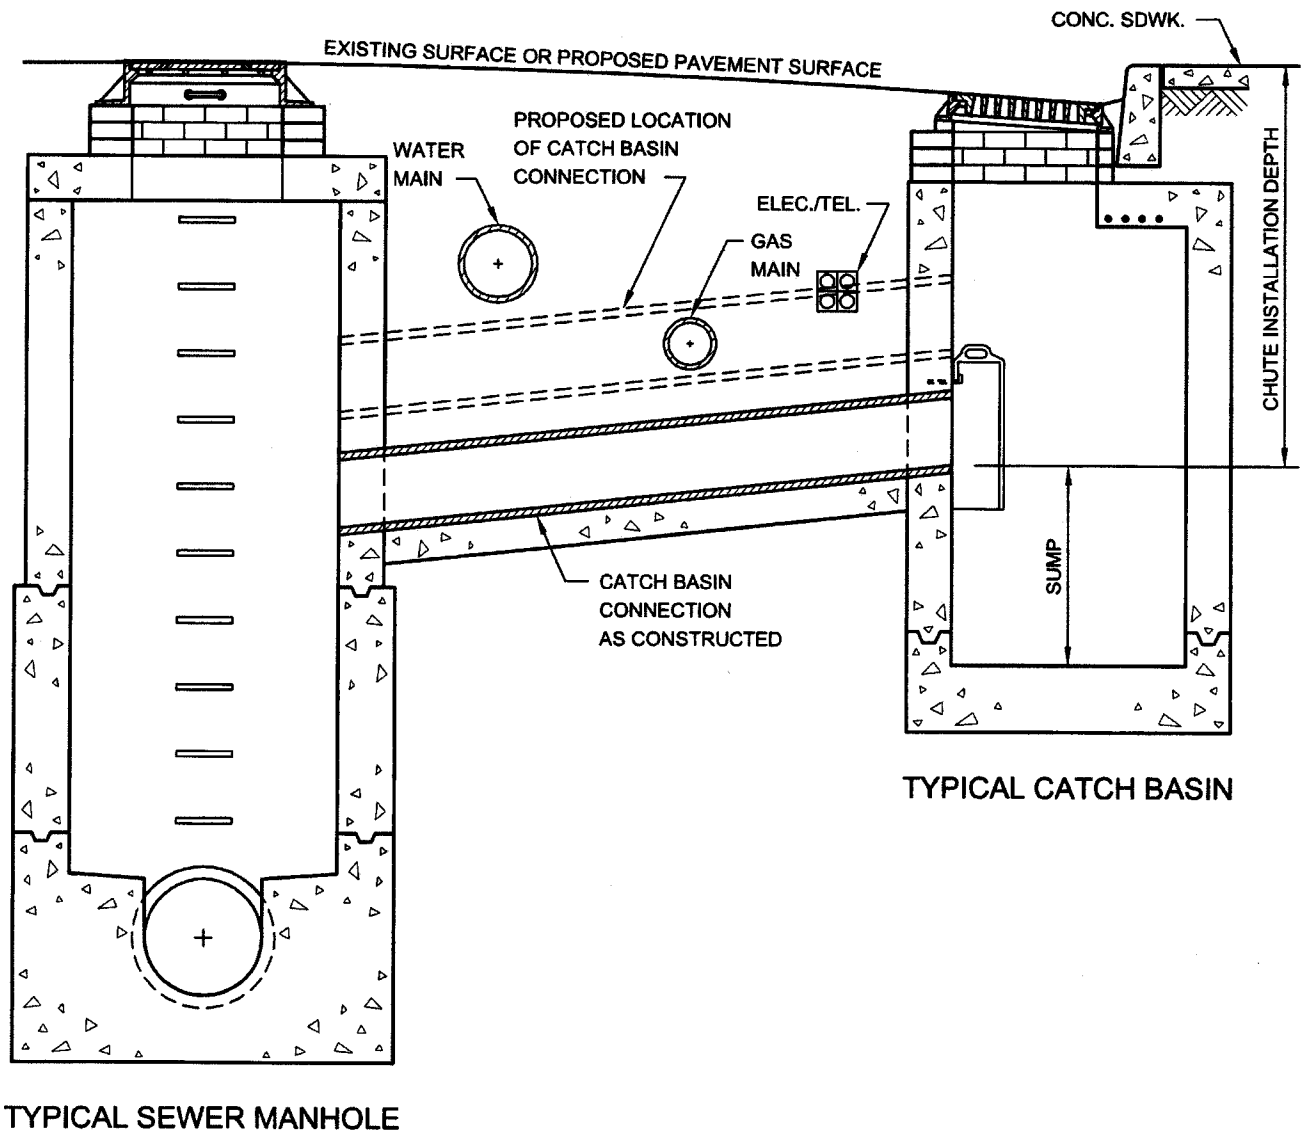 CONC. SDWK.
EXISTING SURFACE OR PROPOSED PAVEMENT SURFACE
PROPOSED LOCATION
OF CATCH BASIN
CONNECTION
WATER
MAIN
ELEC./TEL.
GAS
MAIN
CHUTE INSTALLATION DEPTH
SUMP
CATCH BASIN
CONNECTION
AS CONSTRUCTED
TYPICAL CATCH BASIN
TYPICAL SEWER MANHOLE